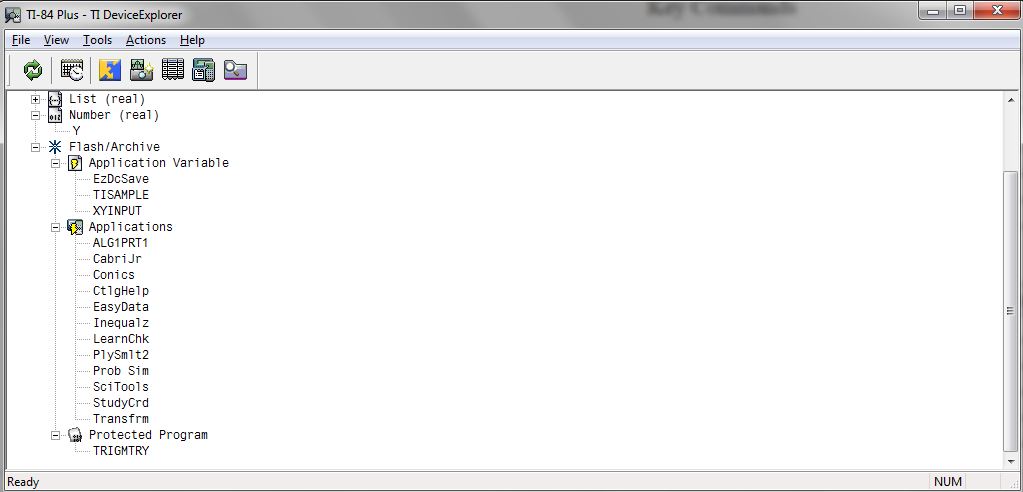 Key Commands
TI-84 Plus - TI DeviceExplorer
File View Tools Actions Help
List (real)
Number (real)
Y
Flash/Archive
Application Variable
EzDcSave
TISAMPLE
XYINPUT
Applications
ALG1PRT1
CabriJr
Conics
CtlgHelp
EasyData
Inequalz
LearnChk
PlySmlt2
Prob Sim
SciTools
StudyCrd
Transfrm
Protected Program
TRIGMTRY
Ready NUM